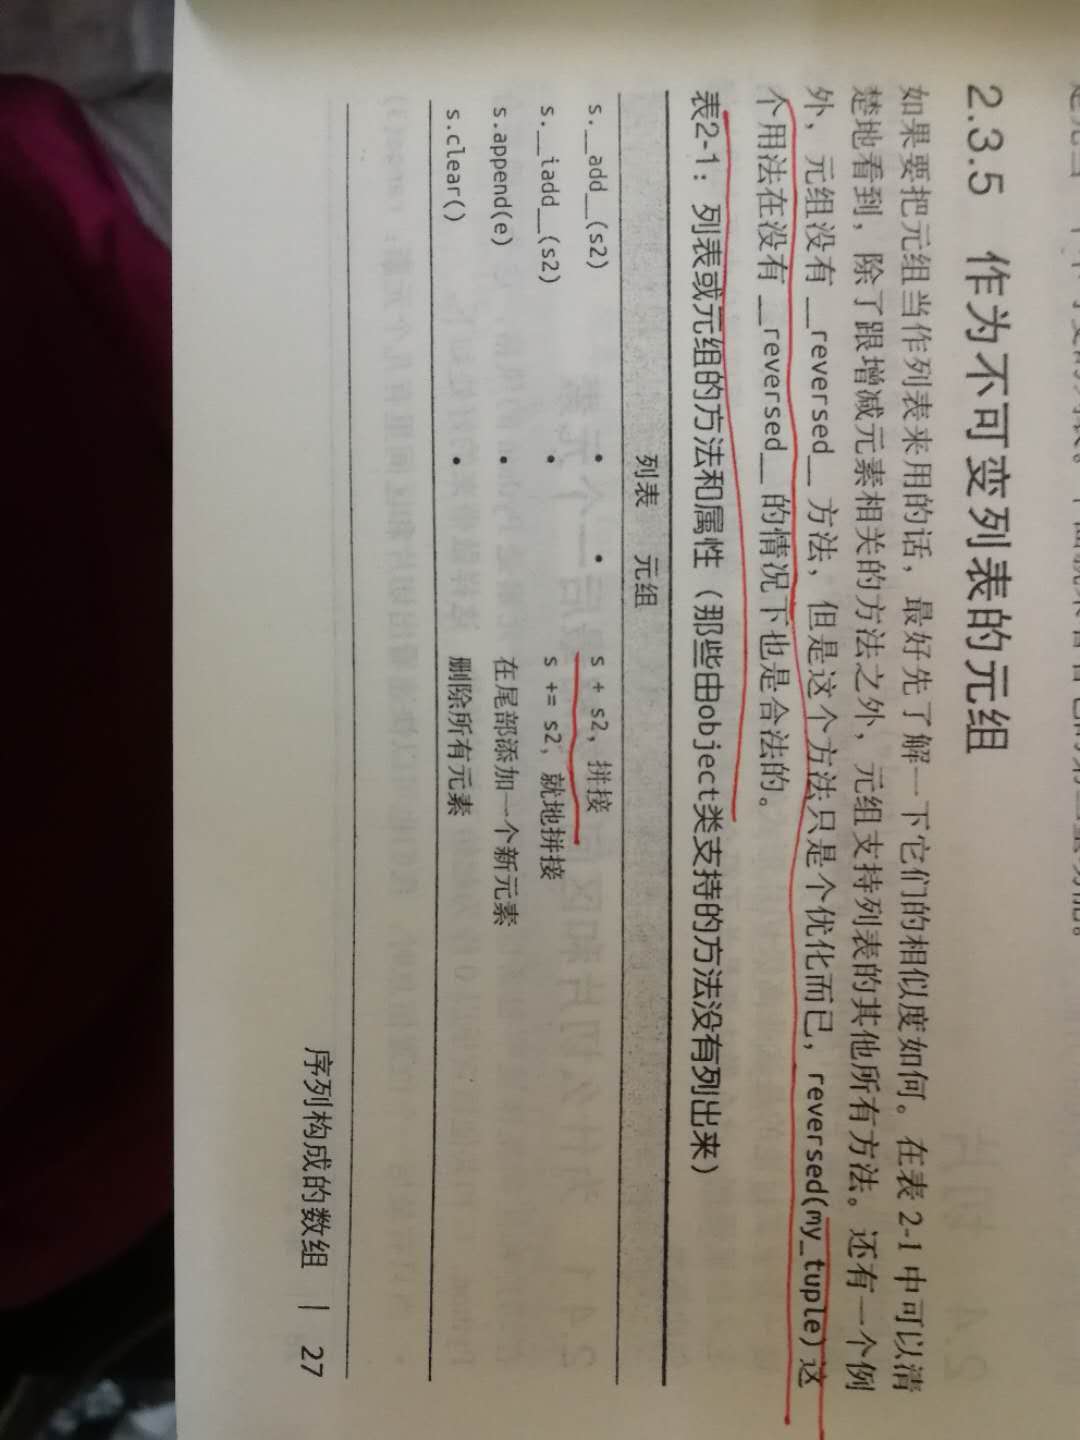 2.3.5 作为不可变列表的元组
如果要把元组当作列表来用的话，最好先了解一下它们的相似度如何。在表 2-1 中可以清
楚地看到，除了跟增减元素相关的方法之外，元组支持列表的其他所有方法。还有一个例
外，元组没有 __reversed__ 方法，但是这个方法只是个优化而已，reversed(my_tuple) 这
个用法在没有 __reversed__ 的情况下也是合法的。
表2-1：列表或元组的方法和属性（那些由object类支持的方法没有列出来）
列表 元组
s.__add__(s2) • • s + s2，拼接
s.__iadd__(s2) • s += s2，就地拼接
s.append(e) • 在尾部添加一个新元素
s.clear() • 删除所有元素
序列构成的数组 | 27